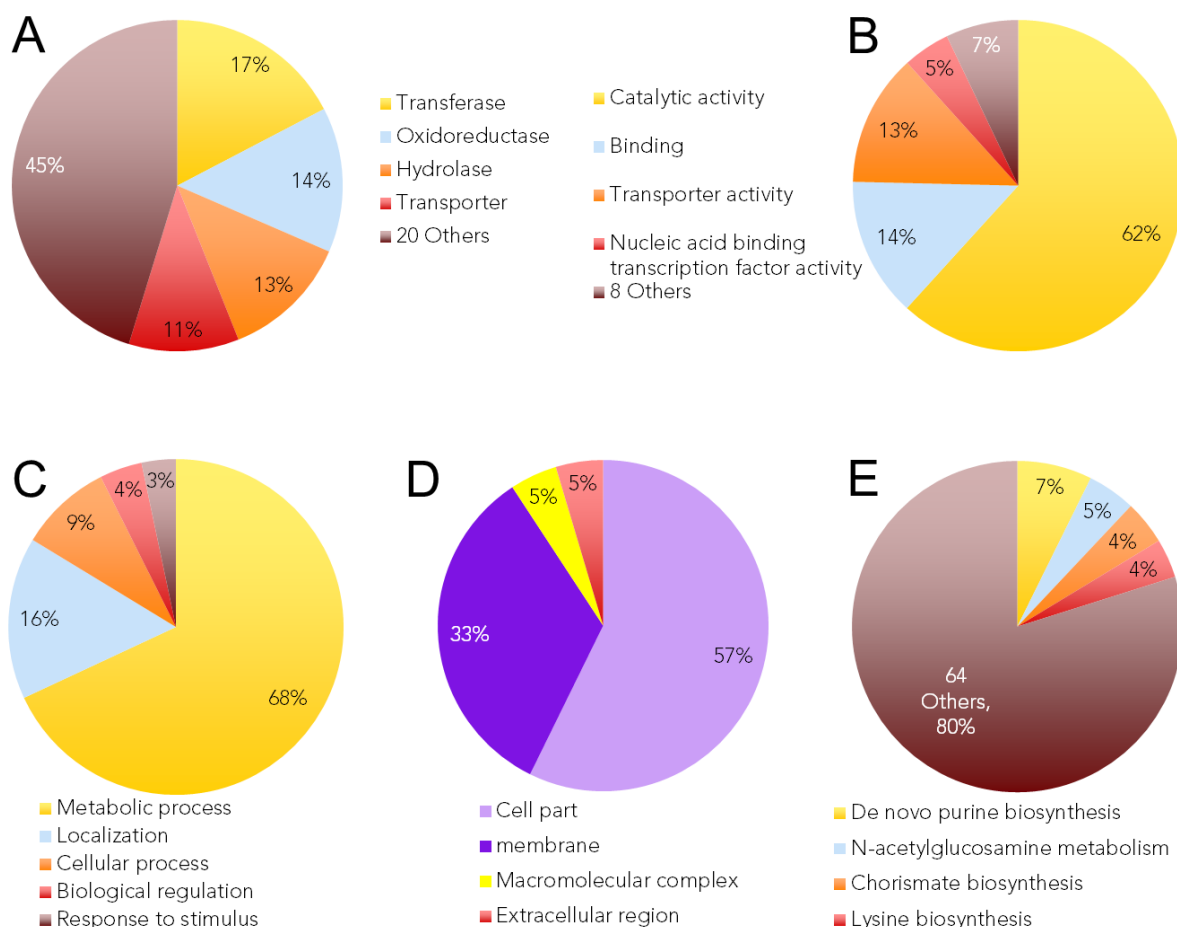 A
17%
14%
13%
11%
45%
Transferase
Oxidoreductase
Hydrolase
Transporter
20 Others
Catalytic activity
Binding
Transporter activity
Nucleic acid binding
transcription factor activity
8 Others
B
7%
5%
13%
14%
62%
C
3%
4%
9%
16%
68%
Metabolic process
Localization
Cellular process
Biological regulation
Response to stimulus
D
5%
5%
33%
57%
Cell part
membrane
Macromolecular complex
Extracellular region
E
7%
5%
4%
4%
64
Others,
80%
De novo purine biosynthesis
N-acetylglucosamine metabolism
Chorismate biosynthesis
Lysine biosynthesis